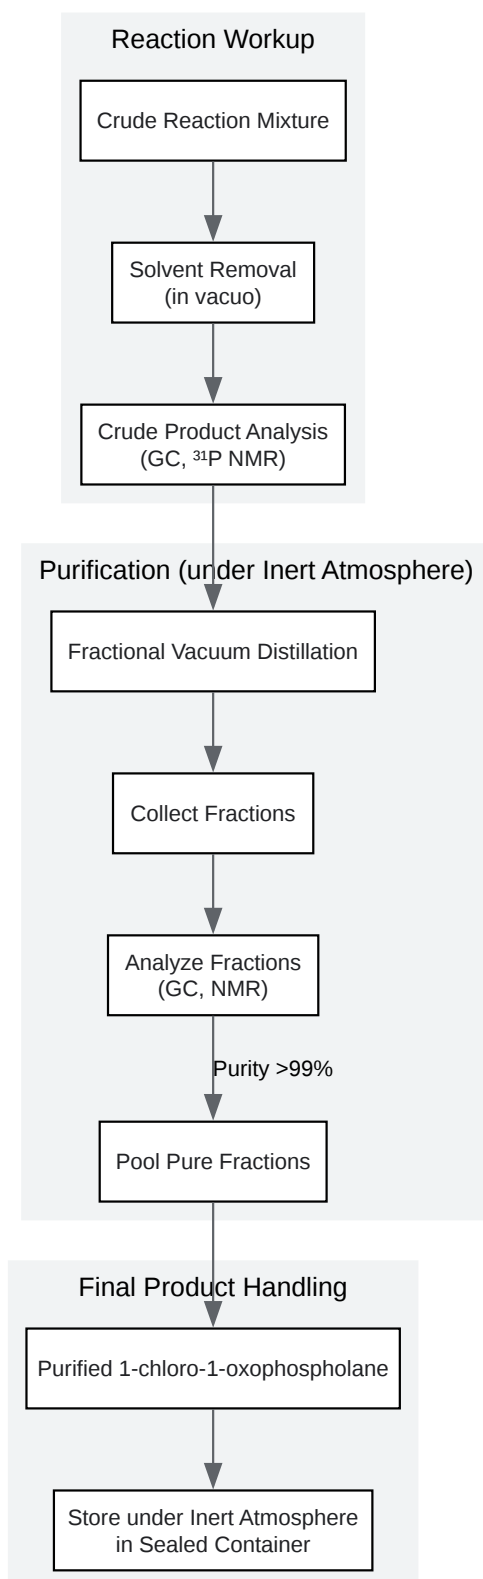 Reaction Workup
Crude Reaction Mixture
Solvent Removal
(in vacuo)
Crude Product Analysis
(GC, ³¹P NMR)
Purification (under Inert Atmosphere)
Fractional Vacuum Distillation
Collect Fractions
Analyze Fractions
(GC, NMR)
Purity >99%
Pool Pure Fractions
Final Product Handling
Purified 1-chloro-1-oxophospholane
Store under Inert Atmosphere
in Sealed Container